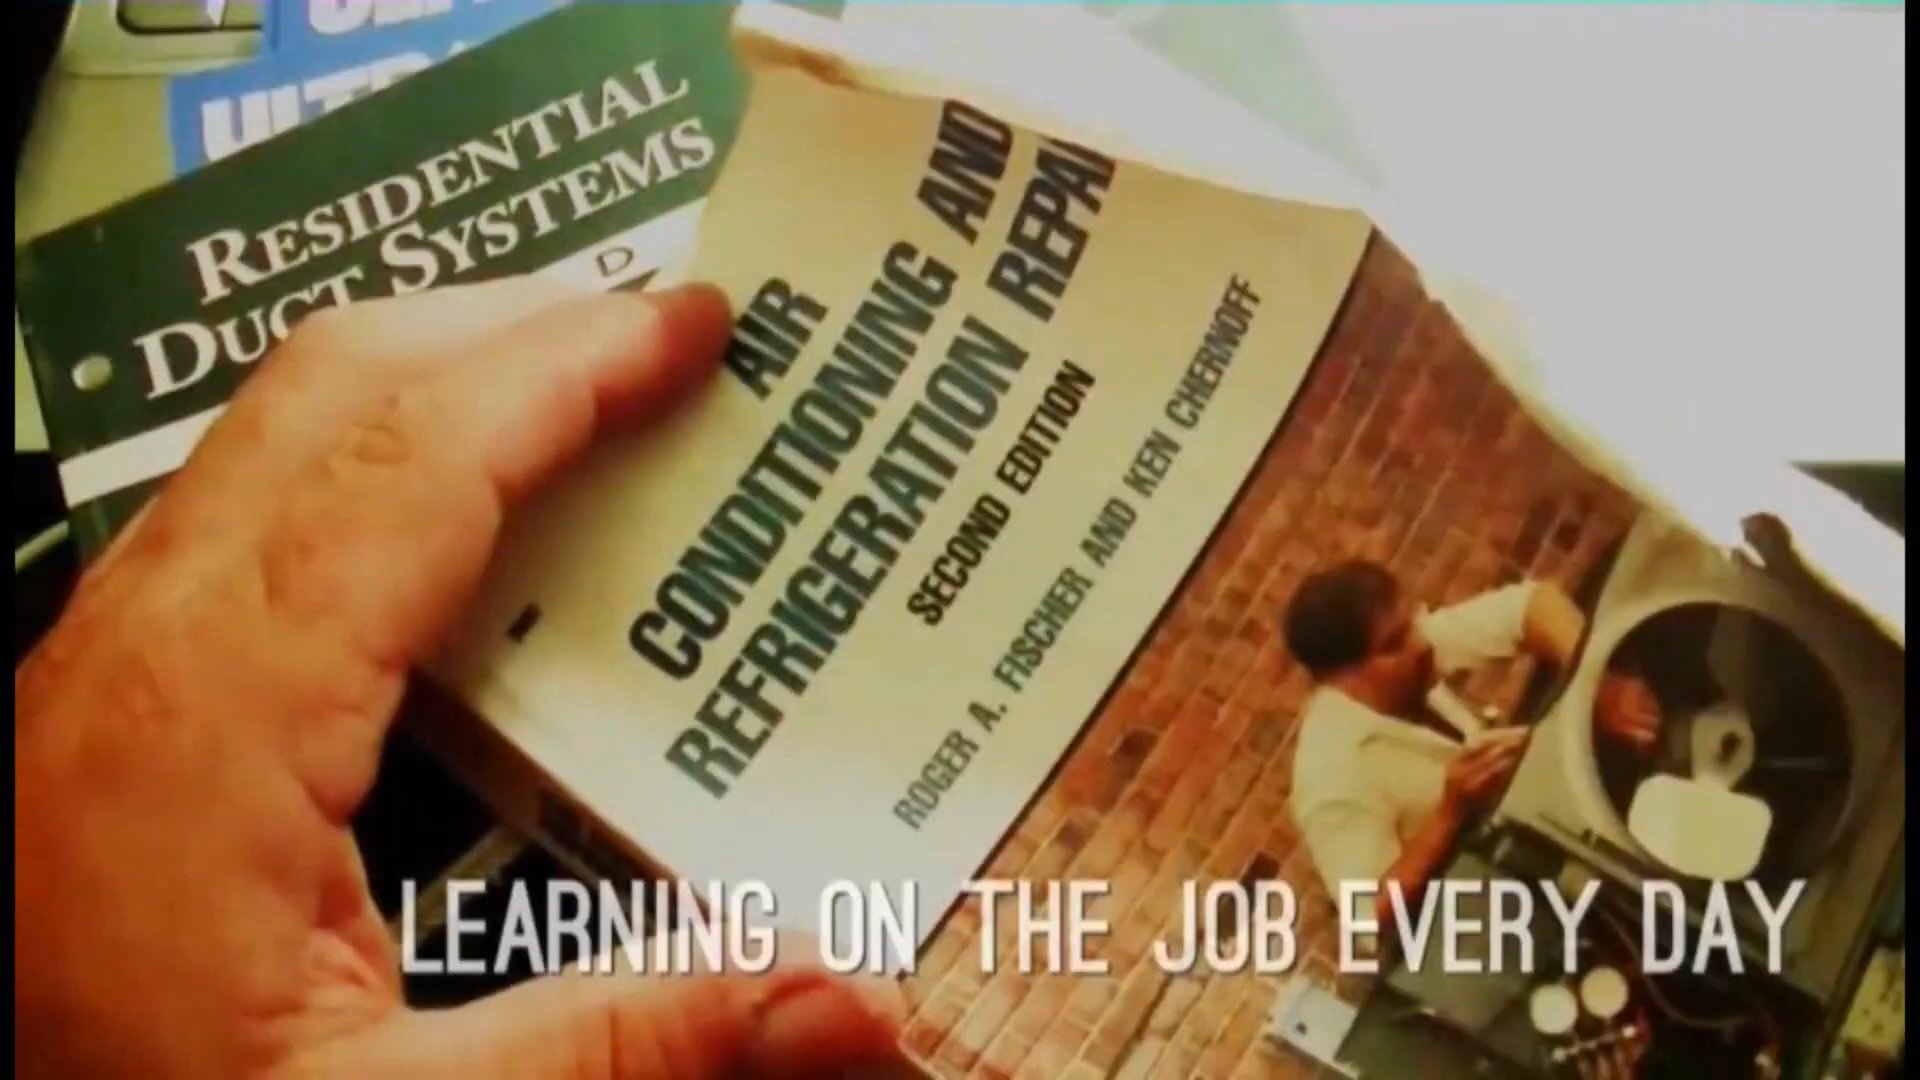 RESIDENTIAL
DUCT SYSTEMS
D
AIR
CONDITIONING AND
REFRIGERATION REPAI
SECOND EDITION
ROGER A. FISCHER AND KEN CHERNOFF
LEARNING ON THE JOB EVERY DAY